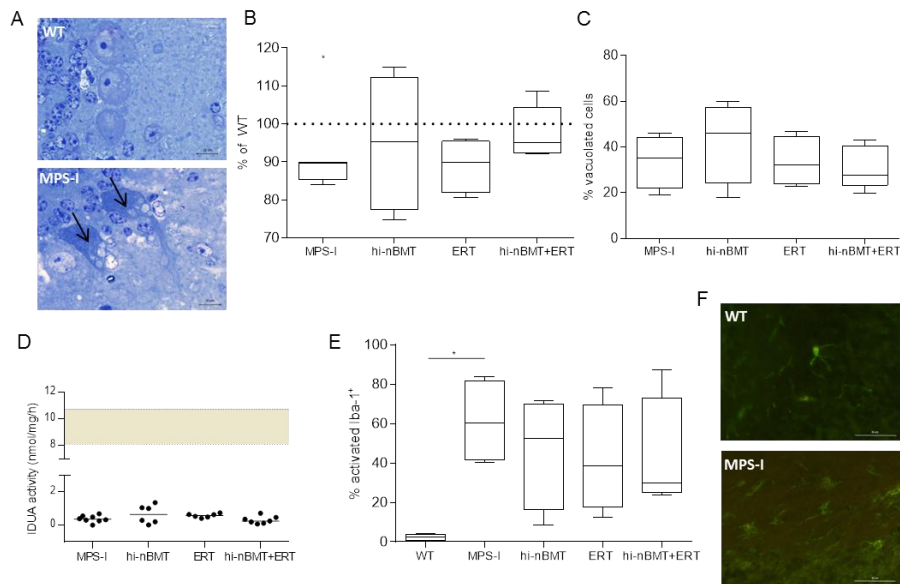 A
WT
MPS-I
B
% of WT
120
110
100
90
80
70
*
MPS-I hi-nBMT ERT hi-nBMT+ERT
C
% vacuolated cells
80
60
40
20
0
MPS-I hi-nBMT ERT hi-nBMT+ERT
D
IDUA activity (nmol/mg/h)
12
10
8
2
0
MPS-I hi-nBMT ERT hi-nBMT+ERT
E
% activated Iba-1⁺
100
80
60
40
20
0
*
WT MPS-I hi-nBMT ERT hi-nBMT+ERT
F
WT
MPS-I